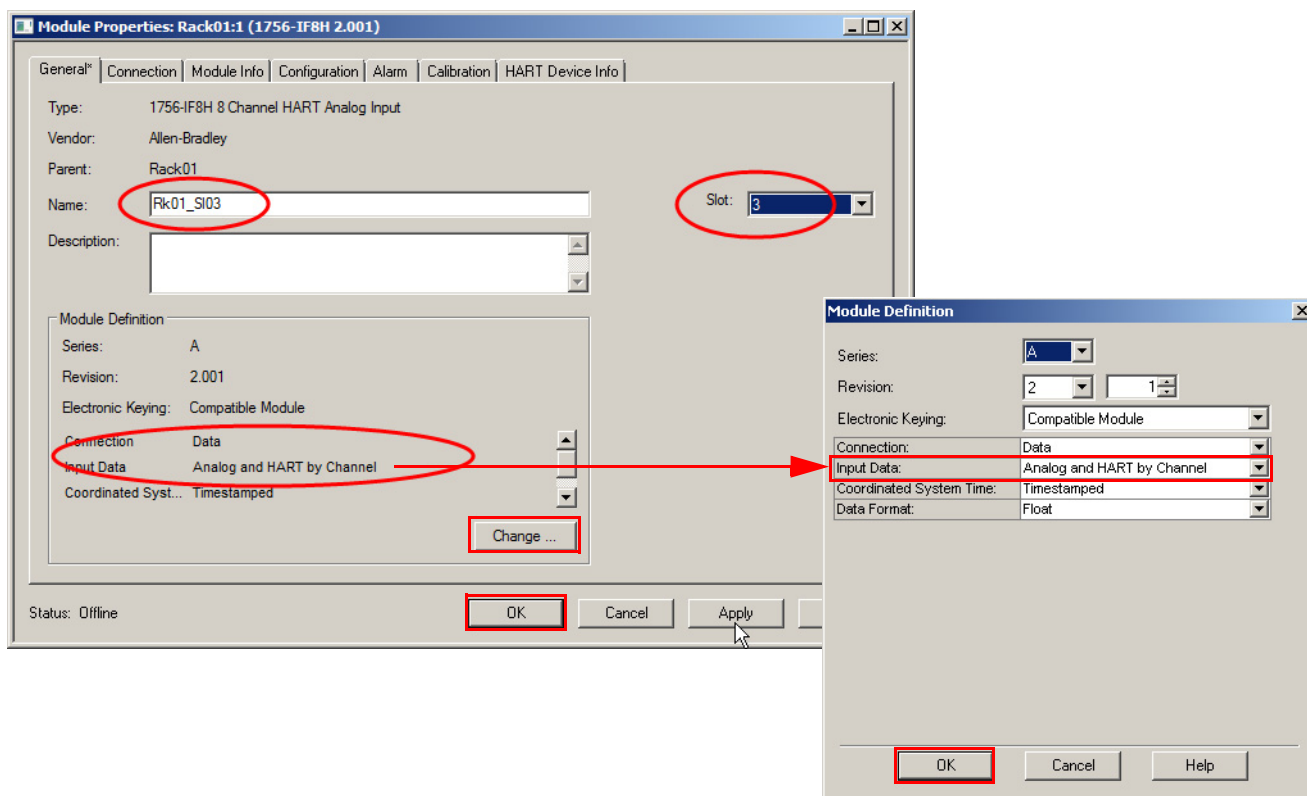 Module Properties: Rack01:1 (1756-IF8H 2.001)
General* Connection Module Info Configuration Alarm Calibration HART Device Info
Type: 1756-IF8H 8 Channel HART Analog Input
Vendor: Allen-Bradley
Parent: Rack01
Name: Rk01_Sl03
Slot: 3
Description:
Module Definition
Series: A
Revision: 2.001
Electronic Keying: Compatible Module
Connection Data
Input Data Analog and HART by Channel
Coordinated Syst... Timestamped
Change ...
Status: Offline
OK Cancel Apply
Module Definition
Series: A
Revision: 2 1
Electronic Keying: Compatible Module
Connection: Data
Input Data: Analog and HART by Channel
Coordinated System Time: Timestamped
Data Format: Float
OK Cancel Help